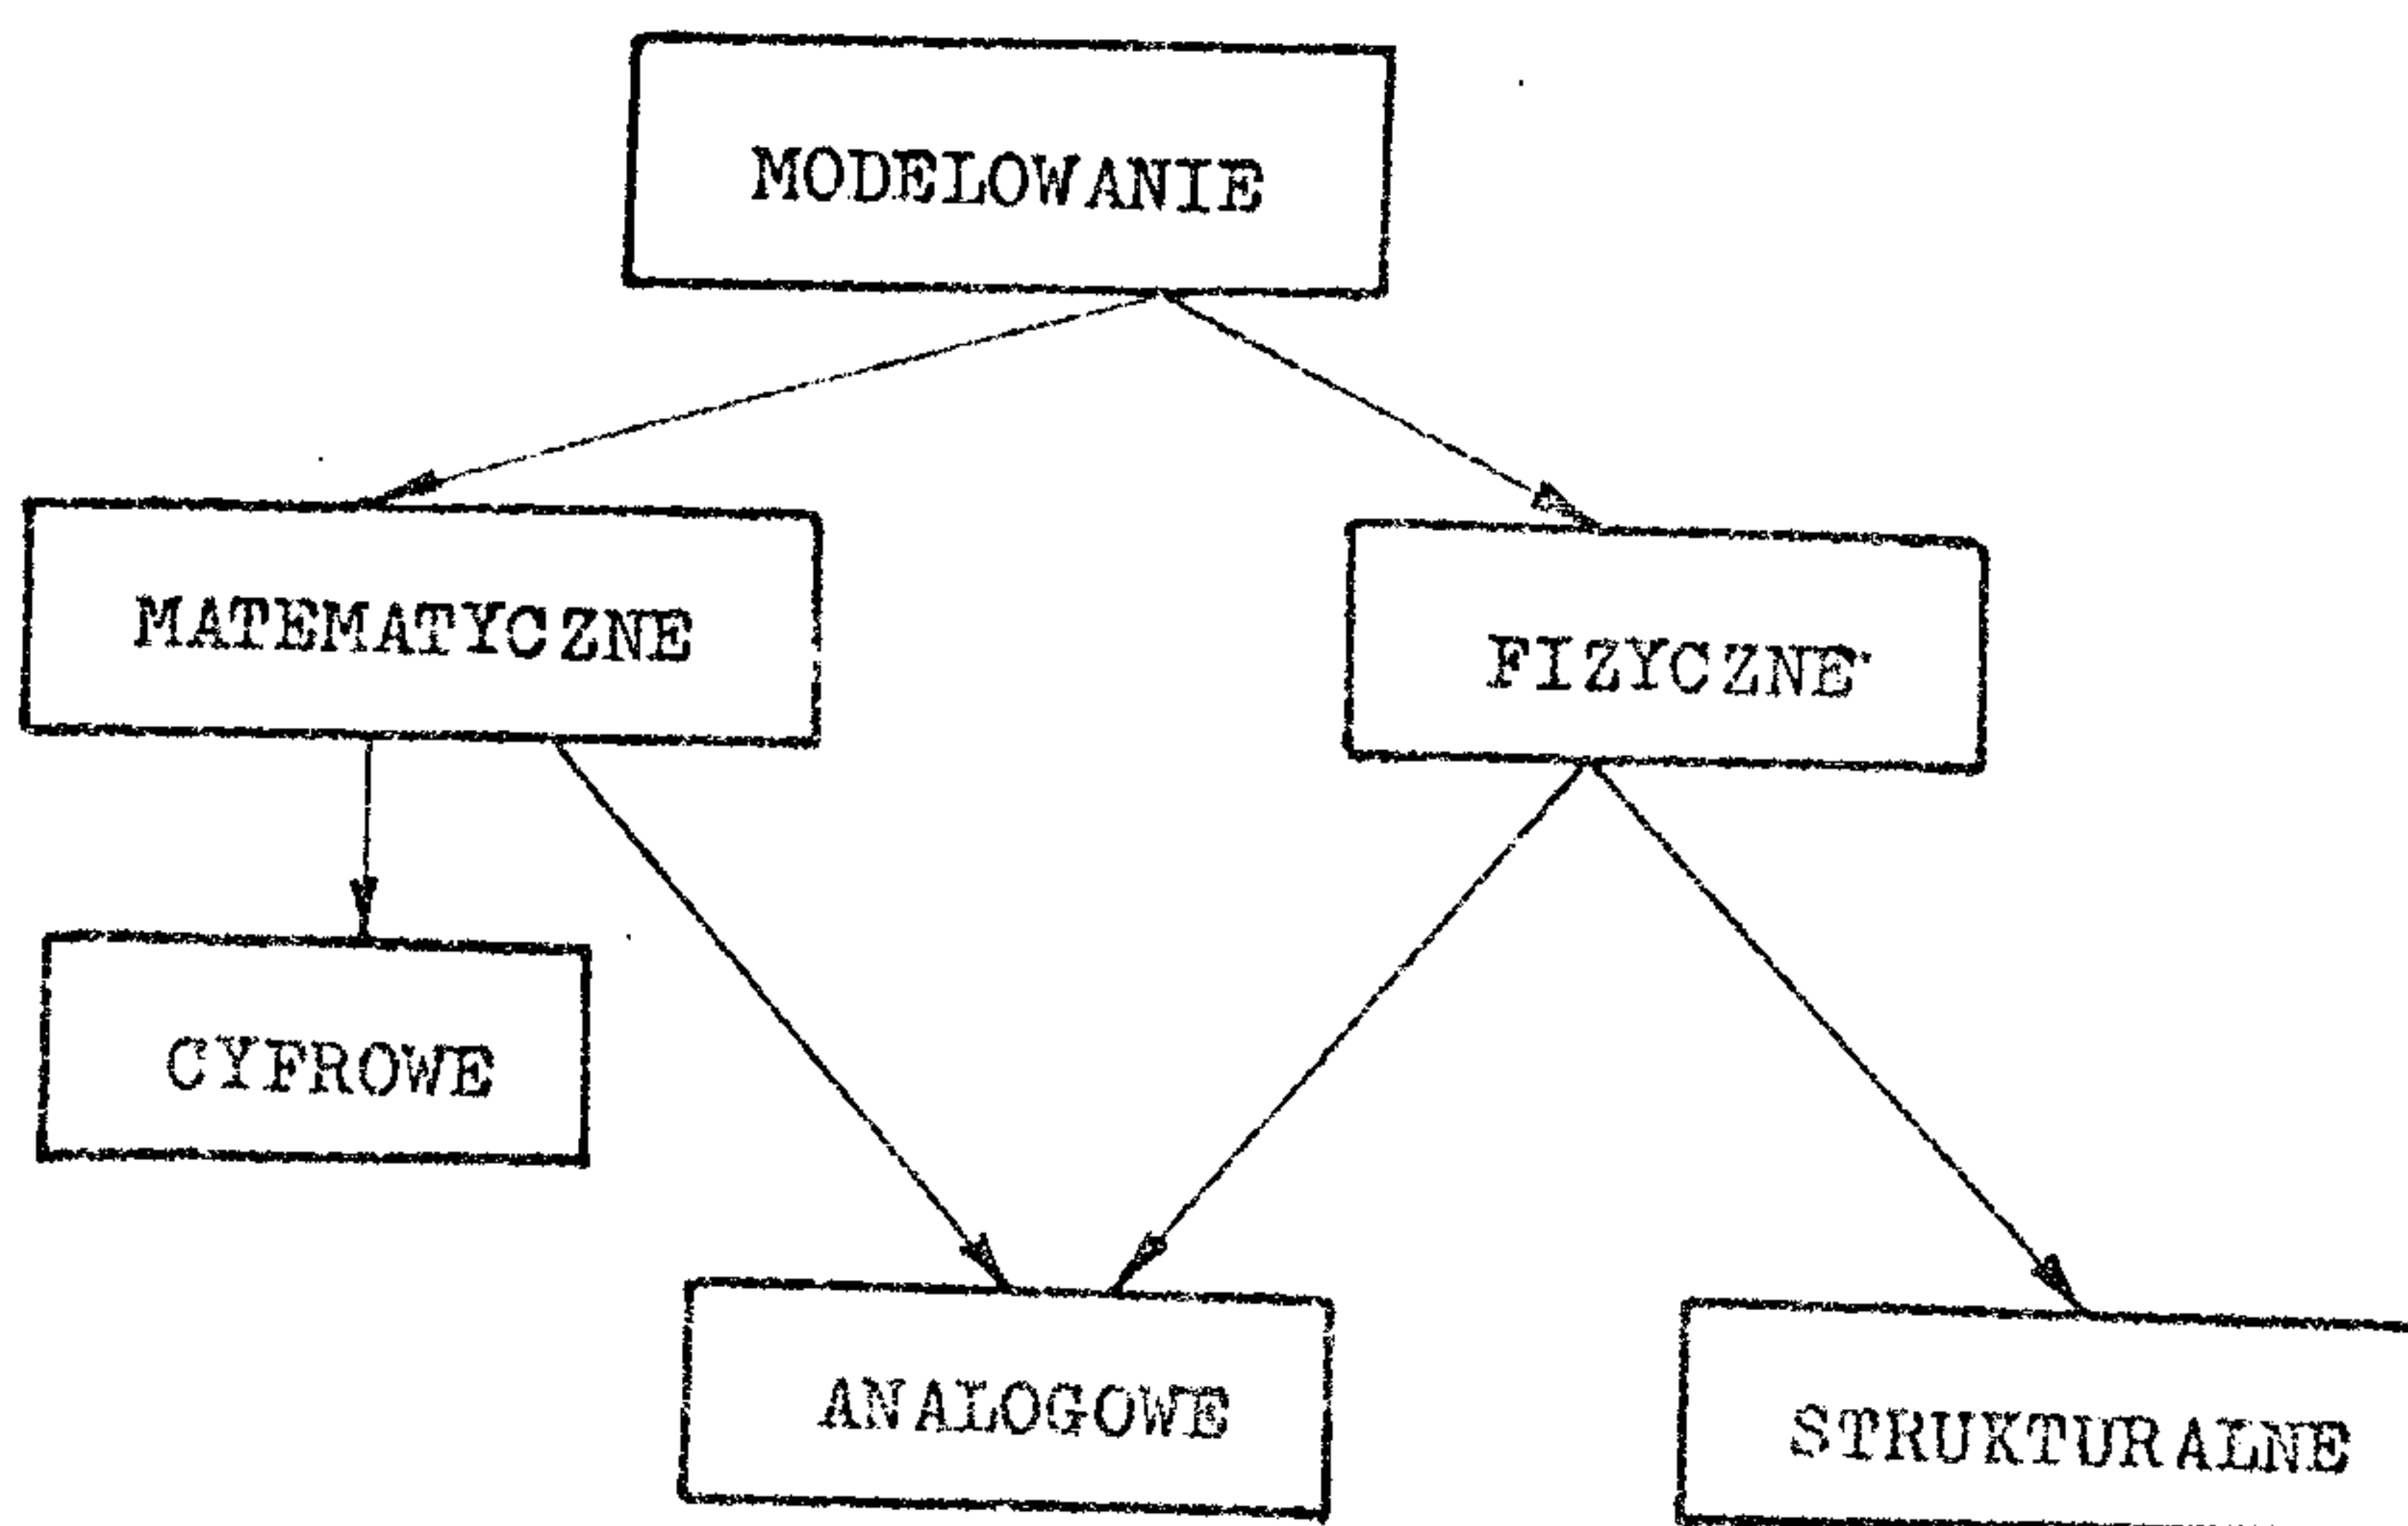 MODELOWANIE
MATEMATYCZNE
FIZYCZNE
CYFROWE
ANALOGOWE
STRUKTURALNE